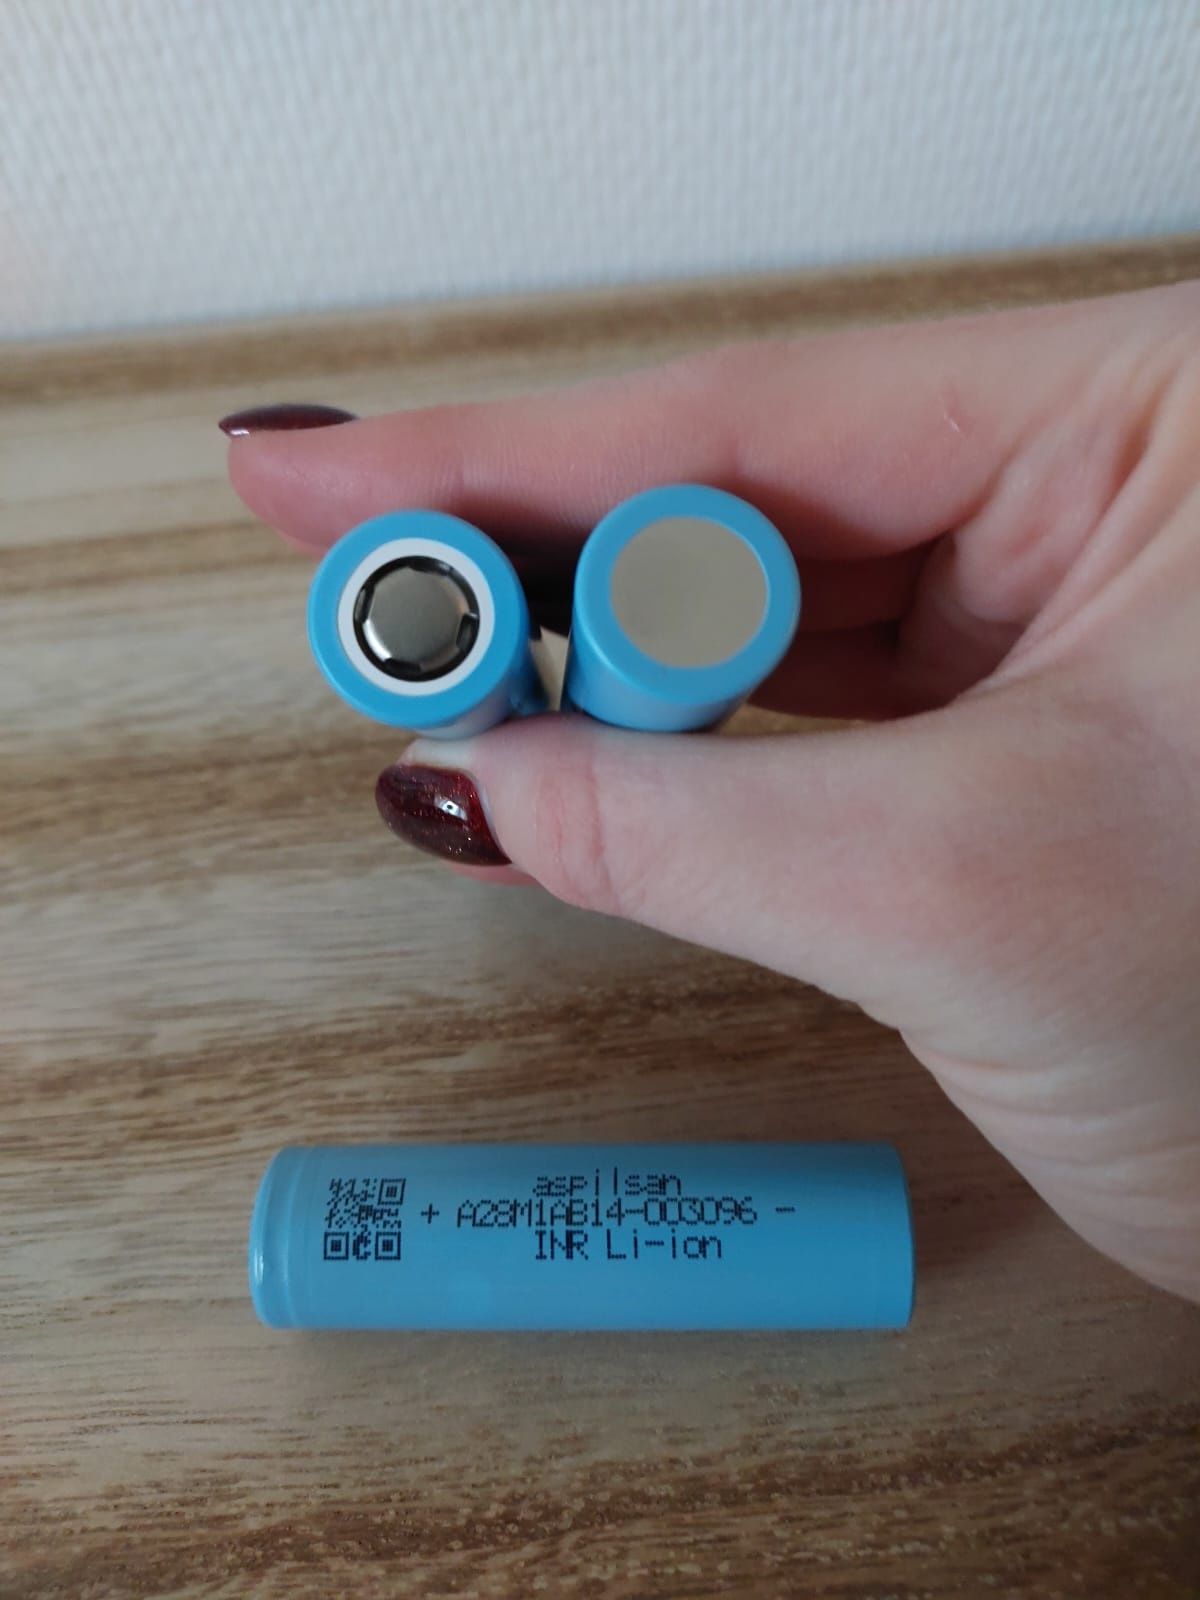 aspilsan
+ A28M1AB14-003096 -
INR Li-ion